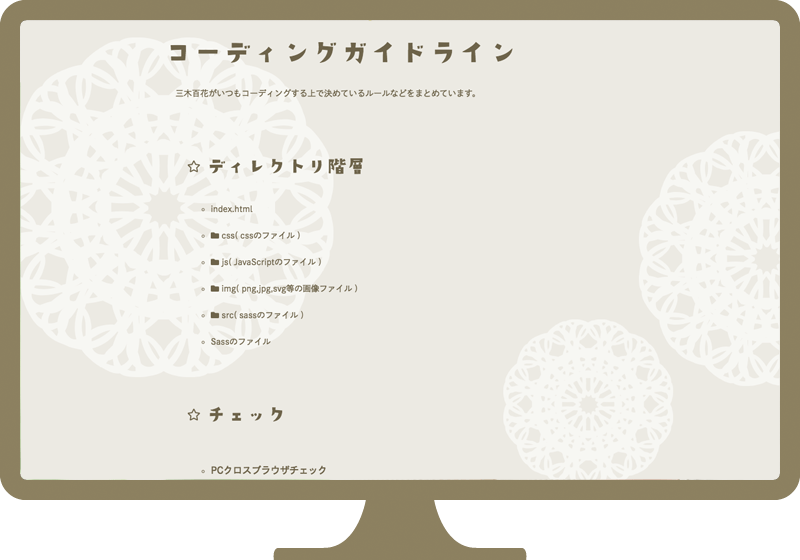 コーディングガイドライン
三木百花がいつもコーディングする上で決めているルールなどをまとめています。
ディレクトリ階層
index.html
css( cssのファイル )
js( JavaScriptのファイル )
img( png,jpg,svg等の画像ファイル )
src( sassのファイル )
Sassのファイル
チェック
PCクロスブラウザチェック